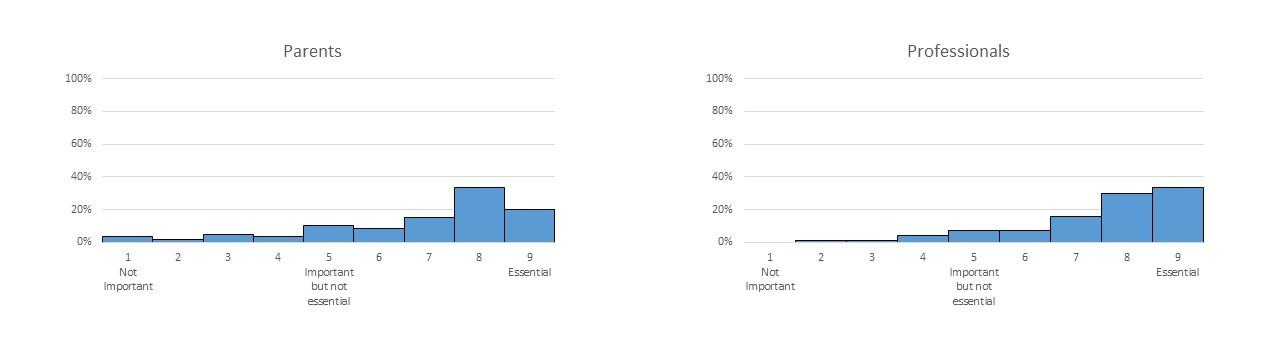 Parents
100%
80%
60%
40%
20%
0%
1 2 3 4 5 6 7 8 9
Not Important but not Essential
Important
essential
Professionals
100%
80%
60%
40%
20%
0%
1 2 3 4 5 6 7 8 9
Not Important but not Essential
Important
essential